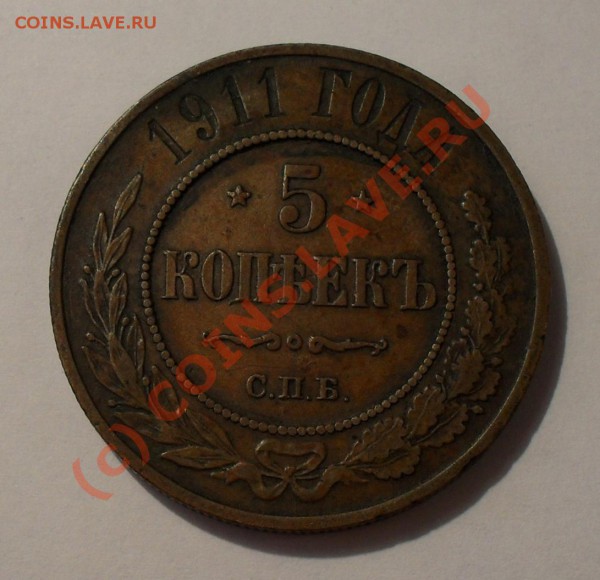 COINS.LAVE.RU
1911 ГОДА
5
КОПѢЕКЪ
С.П.Б.
(c) COINS.LAVE.RU